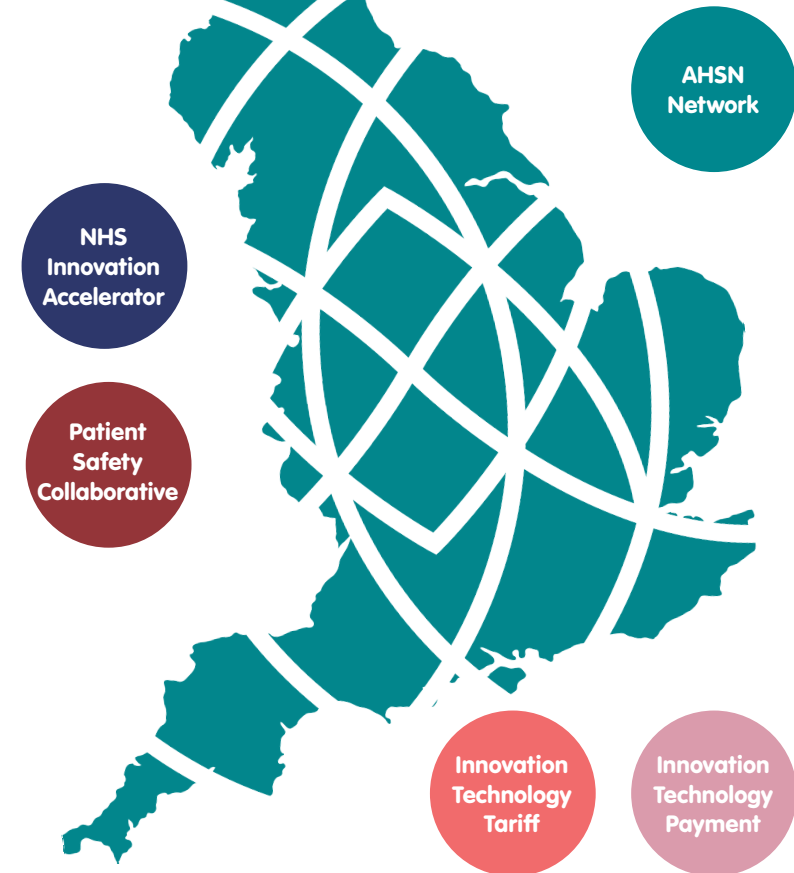 AHSN
Network
NHS
Innovation
Accelerator
Patient
Safety
Collaborative
Innovation
Technology
Tariff
Innovation
Technology
Payment